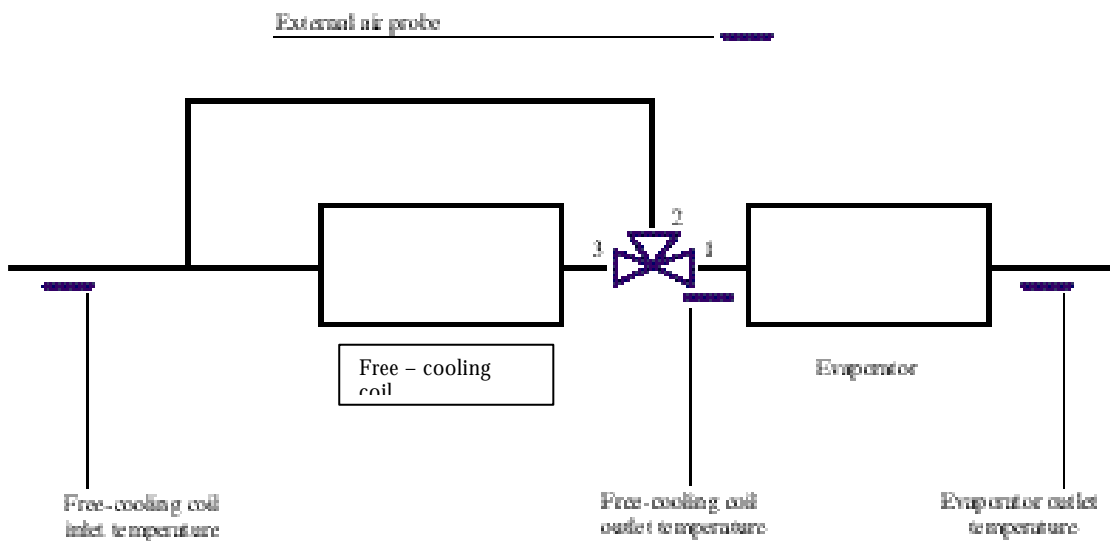 External air probe
2
3
1
Free – cooling
coil
Evaporator
Free-cooling coil
inlet temperature
Free-cooling coil
outlet temperature
Evaporator outlet
temperature